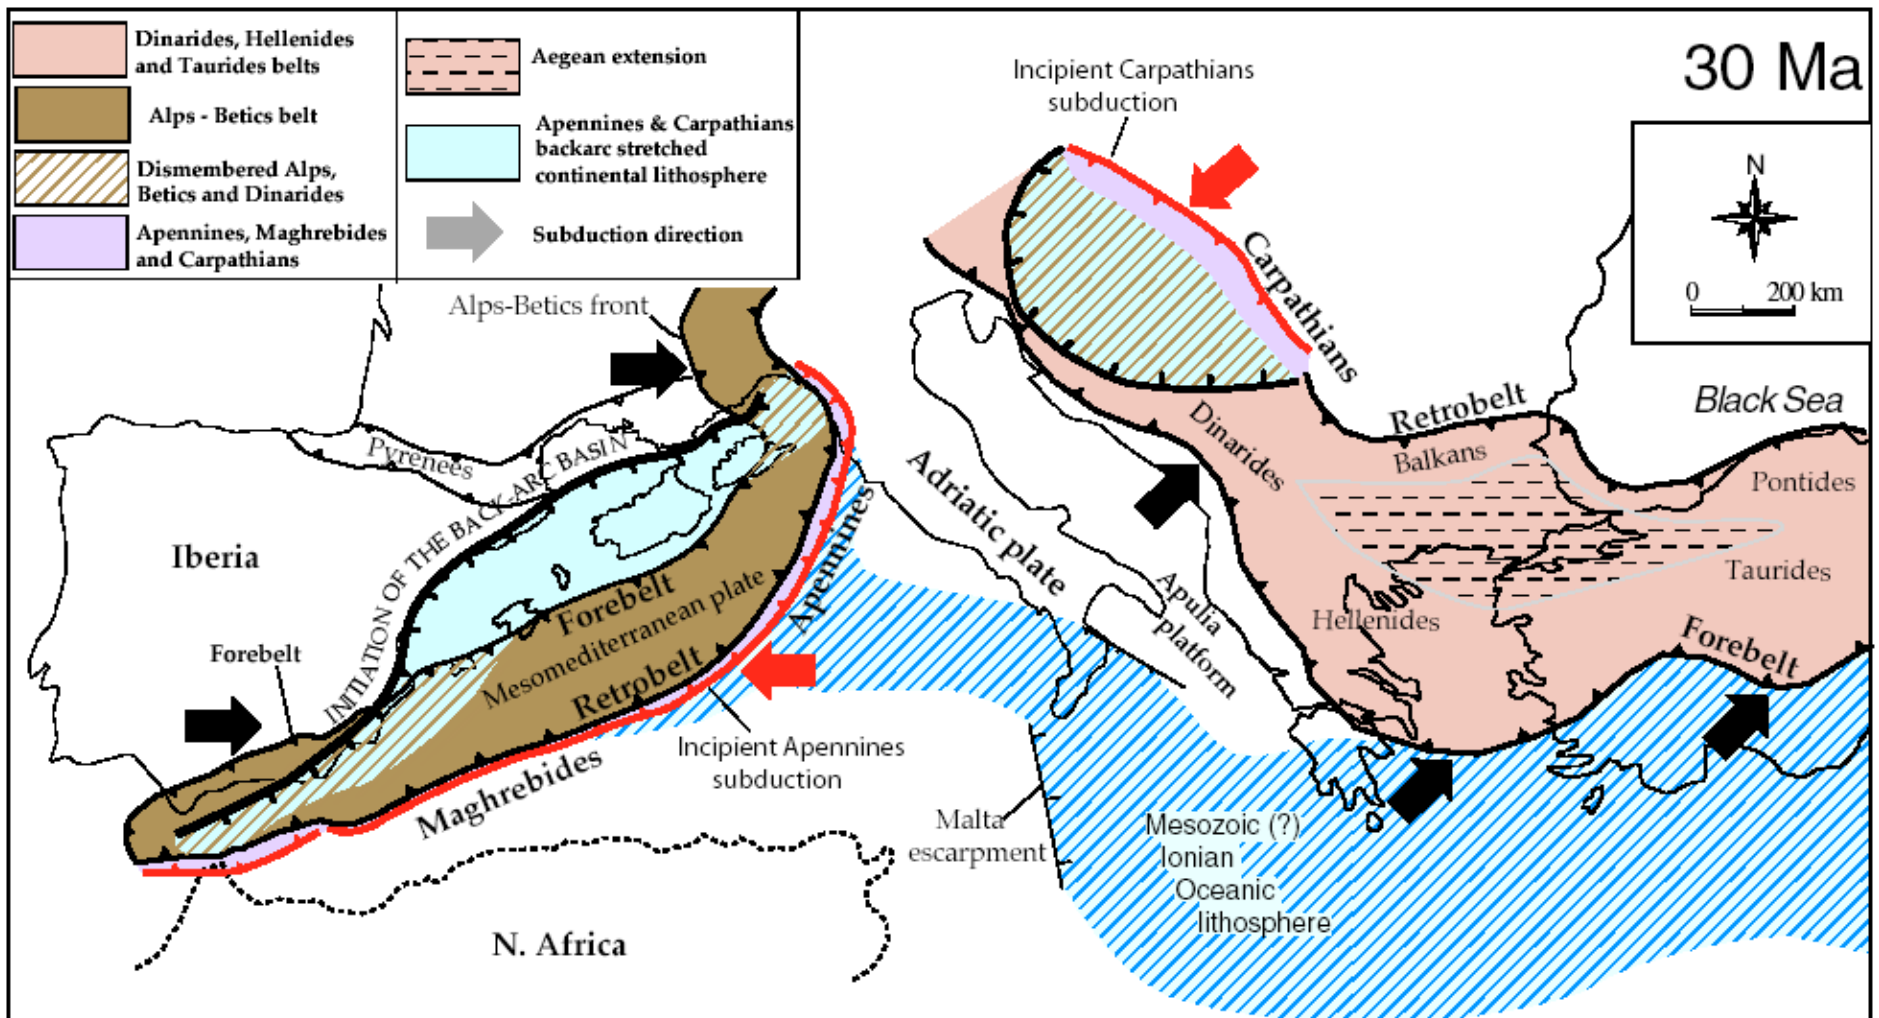 Dinarides, Hellenides
and Taurides belts
Alps - Betics belt
Dismembered Alps,
Betics and Dinarides
Apennines, Maghrebides
and Carpathians
Aegean extension
Apennines & Carpathians
backarc stretched
continental lithosphere
Subduction direction
30 Ma
N
0 200 km
Incipient Carpathians
subduction
Carpathians
Alps-Betics front
Pyrenees
INITIATION OF THE BACK-ARC BASIN
Iberia
Forebelt
Forebelt
Mesomediterranean plate
Retrobelt
Apennines
Maghrebides
Incipient Apennines
subduction
N. Africa
Adriatic plate
Apulia
platform
Dinarides
Retrobelt
Balkans
Black Sea
Pontides
Taurides
Hellenides
Forebelt
Malta
escarpment
Mesozoic (?)
Ionian
Oceanic
lithosphere